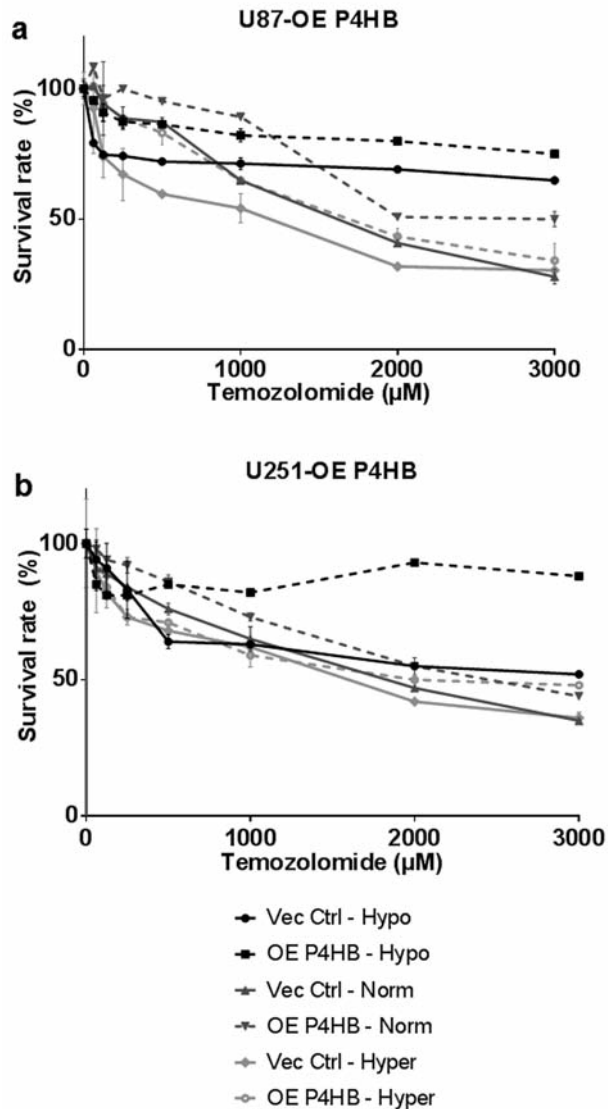 a
U87-OE P4HB
Survival rate (%)
100
50
0
0 1000 2000 3000
Temozolomide (µM)
b
U251-OE P4HB
Survival rate (%)
100
50
0
0 1000 2000 3000
Temozolomide (µM)
Vec Ctrl - Hypo
OE P4HB - Hypo
Vec Ctrl - Norm
OE P4HB - Norm
Vec Ctrl - Hyper
OE P4HB - Hyper